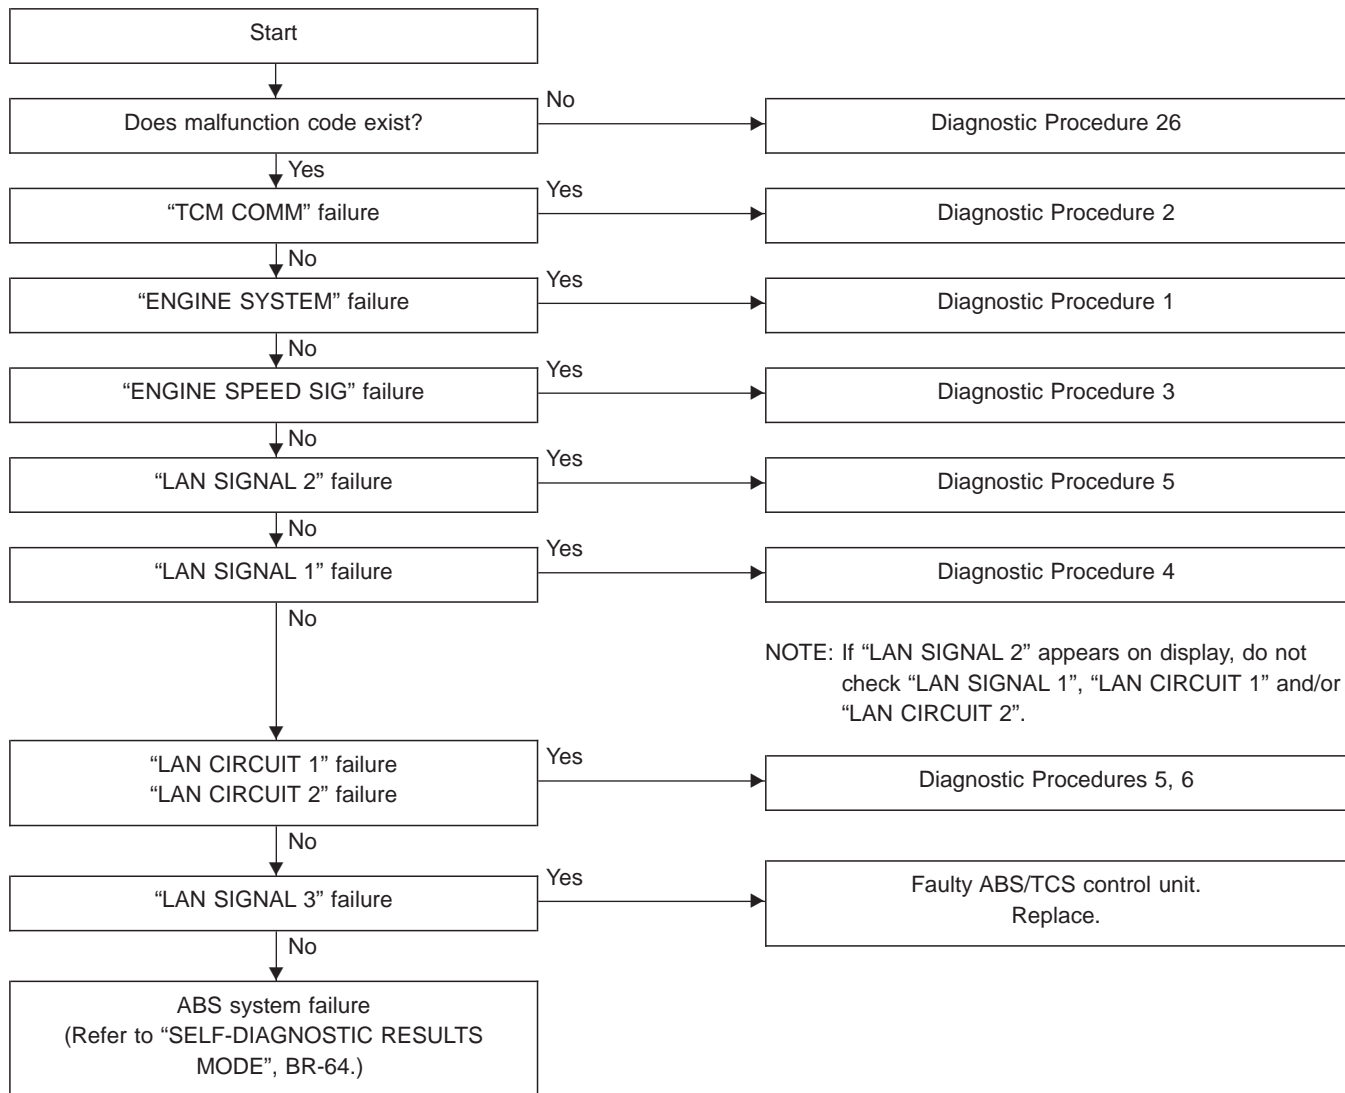 Start
Does malfunction code exist?
No
Diagnostic Procedure 26
Yes
“TCM COMM” failure
Yes
Diagnostic Procedure 2
No
“ENGINE SYSTEM” failure
Yes
Diagnostic Procedure 1
No
“ENGINE SPEED SIG” failure
Yes
Diagnostic Procedure 3
No
“LAN SIGNAL 2” failure
Yes
Diagnostic Procedure 5
No
“LAN SIGNAL 1” failure
Yes
Diagnostic Procedure 4
No
NOTE: If “LAN SIGNAL 2” appears on display, do not
check “LAN SIGNAL 1”, “LAN CIRCUIT 1” and/or
“LAN CIRCUIT 2”.
“LAN CIRCUIT 1” failure
“LAN CIRCUIT 2” failure
Yes
Diagnostic Procedures 5, 6
No
“LAN SIGNAL 3” failure
Yes
Faulty ABS/TCS control unit.
Replace.
No
ABS system failure
(Refer to “SELF-DIAGNOSTIC RESULTS
MODE”, BR-64.)